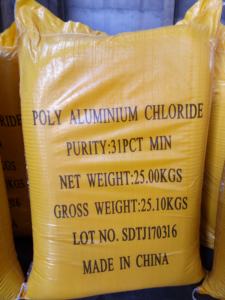 POLY ALUMINIUM CHLORIDE
PURITY:31PCT MIN
NET WEIGHT:25.00KGS
GROSS WEIGHT:25.10KGS
LOT NO. SDTJ170316
MADE IN CHINA